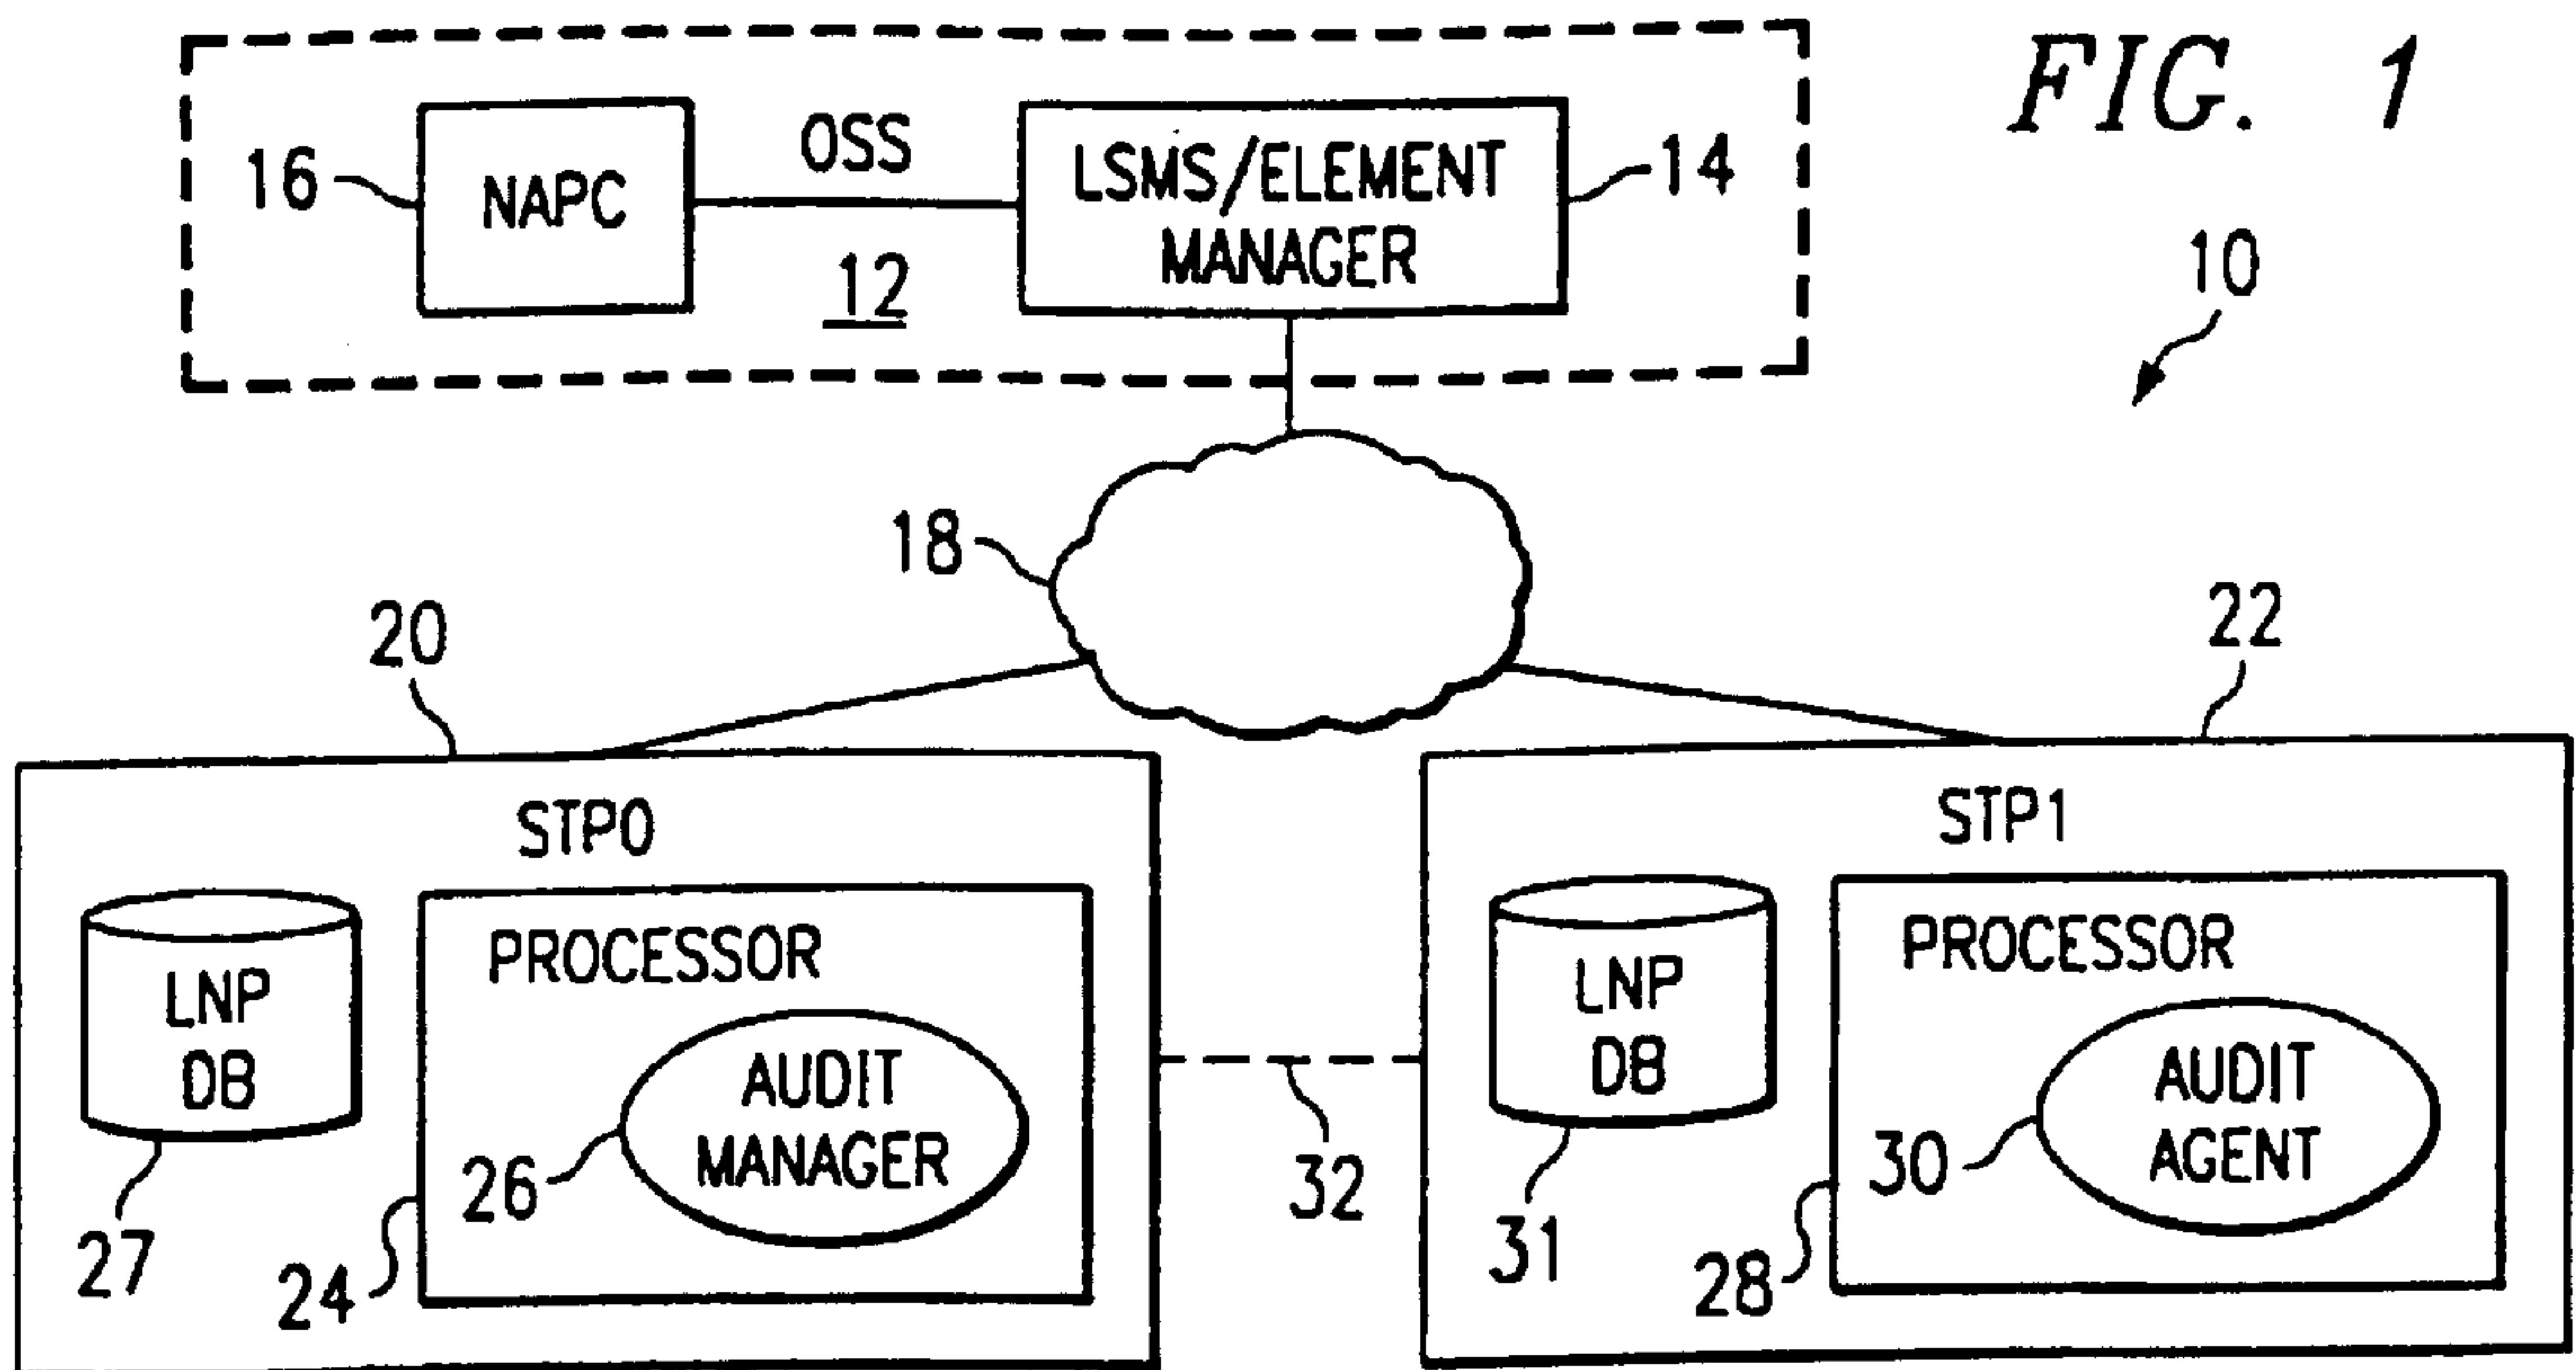 FIG. 1
10
OSS
12
16
NAPC
LSMS/ELEMENT
MANAGER
14
18
20
22
STP0
LNP
DB
27
PROCESSOR
24
AUDIT
MANAGER
26
32
STP1
LNP
DB
31
PROCESSOR
28
AUDIT
AGENT
30